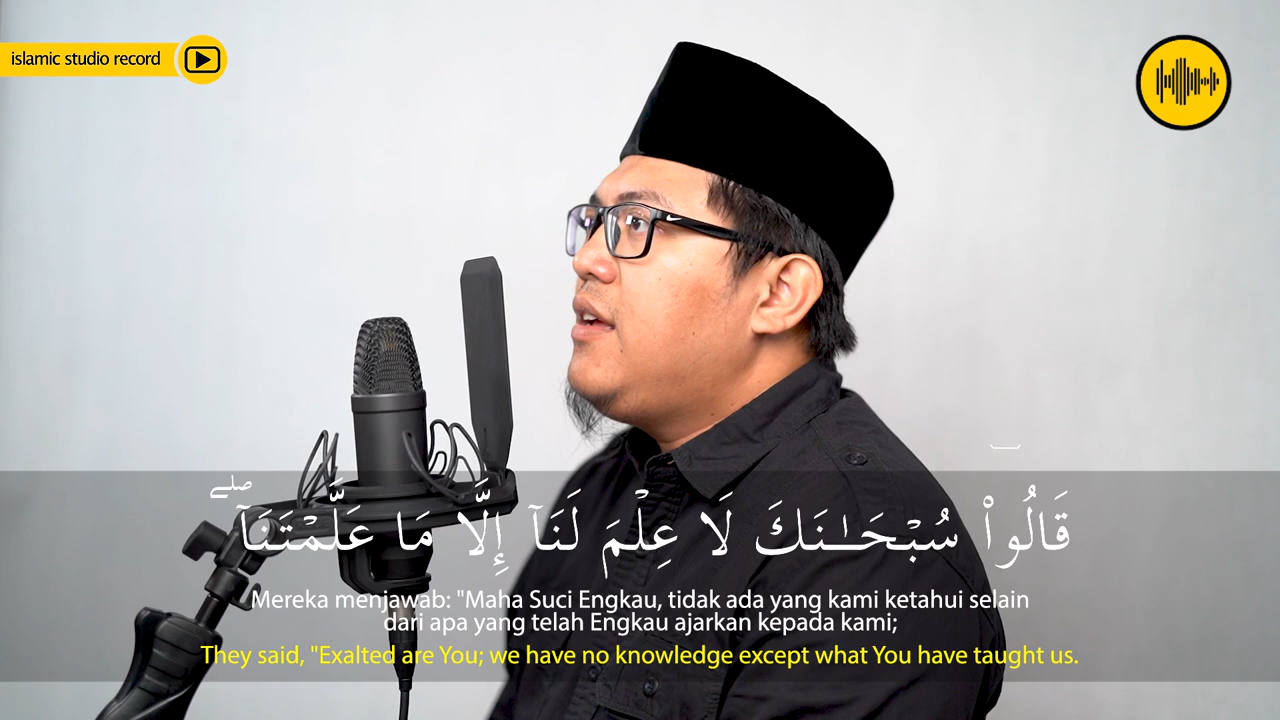 islamic studio record
قَالُوا۟ سُبْحَـٰنَكَ لَا عِلْمَ لَنَآ إِلَّا مَا عَلَّمْتَنَآ ۖ
Mereka menjawab: "Maha Suci Engkau, tidak ada yang kami ketahui selain
dari apa yang telah Engkau ajarkan kepada kami;
They said, "Exalted are You; we have no knowledge except what You have taught us.